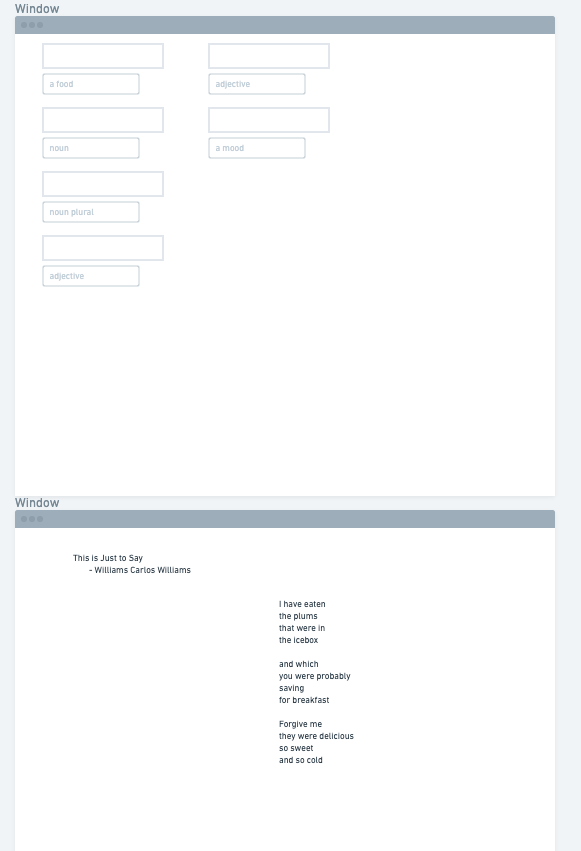 Window
a food
adjective
noun
a mood
noun plural
adjective
Window
This is Just to Say
- Williams Carlos Williams
I have eaten
the plums
that were in
the icebox
and which
you were probably
saving
for breakfast
Forgive me
they were delicious
so sweet
and so cold